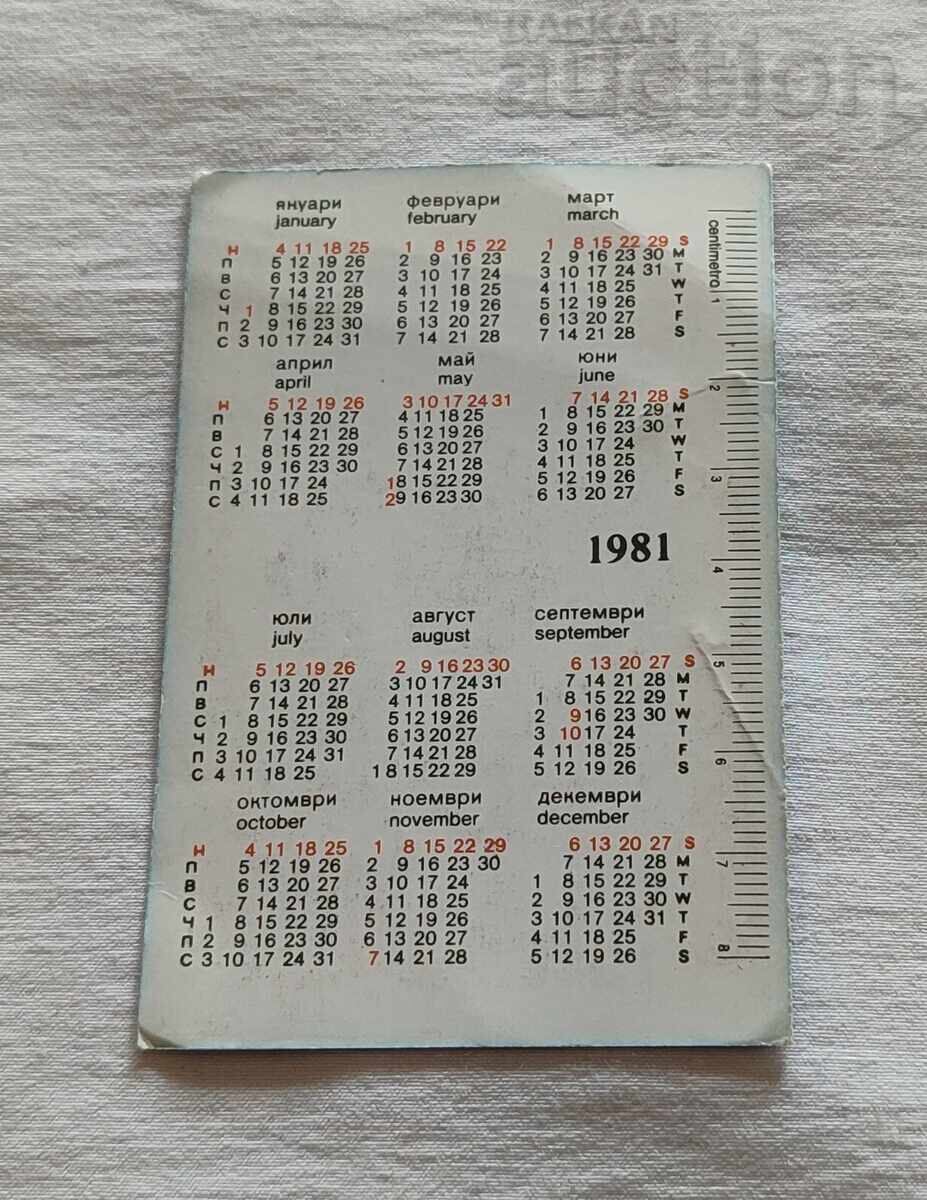 BALKAN
auction
януари февруари март
january february march
Н 4 11 18 25 1 8 15 22 1 8 15 22 29 S
П 5 12 19 26 2 9 16 23 2 9 16 23 30 M
В 6 13 20 27 3 10 17 24 3 10 17 24 31 T
С 7 14 21 28 4 11 18 25 4 11 18 25 W
Ч 1 8 15 22 29 5 12 19 26 5 12 19 26 T
П 2 9 16 23 30 6 13 20 27 6 13 20 27 F
С 3 10 17 24 31 7 14 21 28 7 14 21 28 S
април май юни
april may june
Н 5 12 19 26 3 10 17 24 31 7 14 21 28 S
П 6 13 20 27 4 11 18 25 1 8 15 22 29 M
В 7 14 21 28 5 12 19 26 2 9 16 23 30 T
С 1 8 15 22 29 6 13 20 27 3 10 17 24 W
Ч 2 9 16 23 30 7 14 21 28 4 11 18 25 T
П 3 10 17 24 1 8 15 22 29 5 12 19 26 F
С 4 11 18 25 2 9 16 23 30 6 13 20 27 S
1981
юли август септември
july august september
Н 5 12 19 26 2 9 16 23 30 6 13 20 27 S
П 6 13 20 27 3 10 17 24 31 7 14 21 28 M
В 7 14 21 28 4 11 18 25 1 8 15 22 29 T
С 1 8 15 22 29 5 12 19 26 2 9 16 23 30 W
Ч 2 9 16 23 30 6 13 20 27 3 10 17 24 T
П 3 10 17 24 31 7 14 21 28 4 11 18 25 F
С 4 11 18 25 1 8 15 22 29 5 12 19 26 S
октомври ноември декември
october november december
Н 4 11 18 25 1 8 15 22 29 6 13 20 27 S
П 5 12 19 26 2 9 16 23 30 7 14 21 28 M
В 6 13 20 27 3 10 17 24 1 8 15 22 29 T
С 7 14 21 28 4 11 18 25 2 9 16 23 30 W
Ч 1 8 15 22 29 5 12 19 26 3 10 17 24 31 T
П 2 9 16 23 30 6 13 20 27 4 11 18 25 F
С 3 10 17 24 31 7 14 21 28 5 12 19 26 S
centimetro 1 2 3 4 5 6 7 8